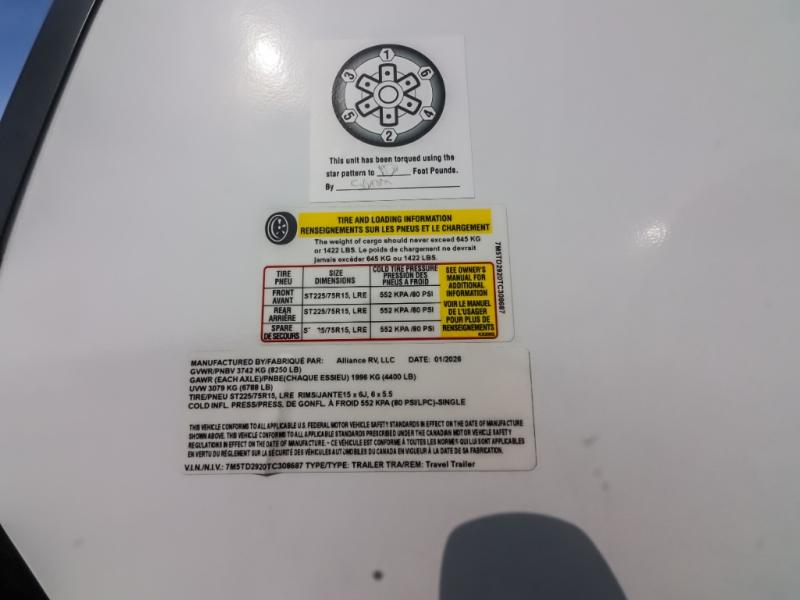 1
3 6
5 4
2
This unit has been torqued using the
star pattern to Foot Pounds.
By
TIRE AND LOADING INFORMATION
RENSEIGNEMENTS SUR LES PNEUS ET LE CHARGEMENT
The weight of cargo should never exceed 645 KG
or 1422 LBS. Le poids de chargement ne devrait
jamais excéder 645 KG ou 1422 LBS.
TIRE SIZE COLD TIRE PRESSURE
PNEU DIMENSIONS PRESSION DES
PNEUS A FROID
FRONT
AVANT ST225/75R15, LRE 552 KPA /80 PSI
REAR
ARRIÈRE ST225/75R15, LRE 552 KPA /80 PSI
SPARE
DE SECOURS 15/75R15, LRE 552 KPA /80 PSI
SEE OWNER'S
MANUAL FOR
ADDITIONAL
INFORMATION
VOIR LE MANUEL
DE L'USAGER
POUR PLUS DE
RENSEIGNEMENTS
7M5TD2920TC308687
MANUFACTURED BY/FABRIQUÉ PAR: Alliance RV, LLC DATE: 01/2026
GVWR/PNBV 3742 KG (8250 LB)
GAWR (EACH AXLE)/PNBE(CHAQUE ESSIEU) 1996 KG (4400 LB)
UVW 3079 KG (6788 LB)
TIRE/PNEU ST225/75R15, LRE RIMS/JANTE15 x 6J, 6 x 5.5
COLD INFL. PRESS/PRESS. DE GONFL. À FROID 552 KPA (80 PSI/LPC)-SINGLE
THIS VEHICLE CONFORMS TO ALL APPLICABLE U.S. FEDERAL MOTOR VEHICLE SAFETY STANDARDS IN EFFECT ON THE DATE OF MANUFACTURE
SHOWN ABOVE. THIS VEHICLE CONFORMS TO ALL APPLICABLE STANDARDS PRESCRIBED UNDER THE CANADIAN MOTOR VEHICLE SAFETY
REGULATIONS IN EFFECT ON THE DATE OF MANUFACTURE. - CE VÉHICULE EST CONFORME À TOUTES LES NORMES QUI LUI SONT APPLICABLES
EN VERTU DU RÈGLEMENT SUR LA SÉCURITÉ DES VÉHICULES AUTOMOBILES DU CANADA EN VIGUEUR À LA DATE DE SA FABRICATION.
V.I.N./N.I.V.: 7M5TD2920TC308687 TYPE/TYPE: TRAILER TRA/REM: Travel Trailer